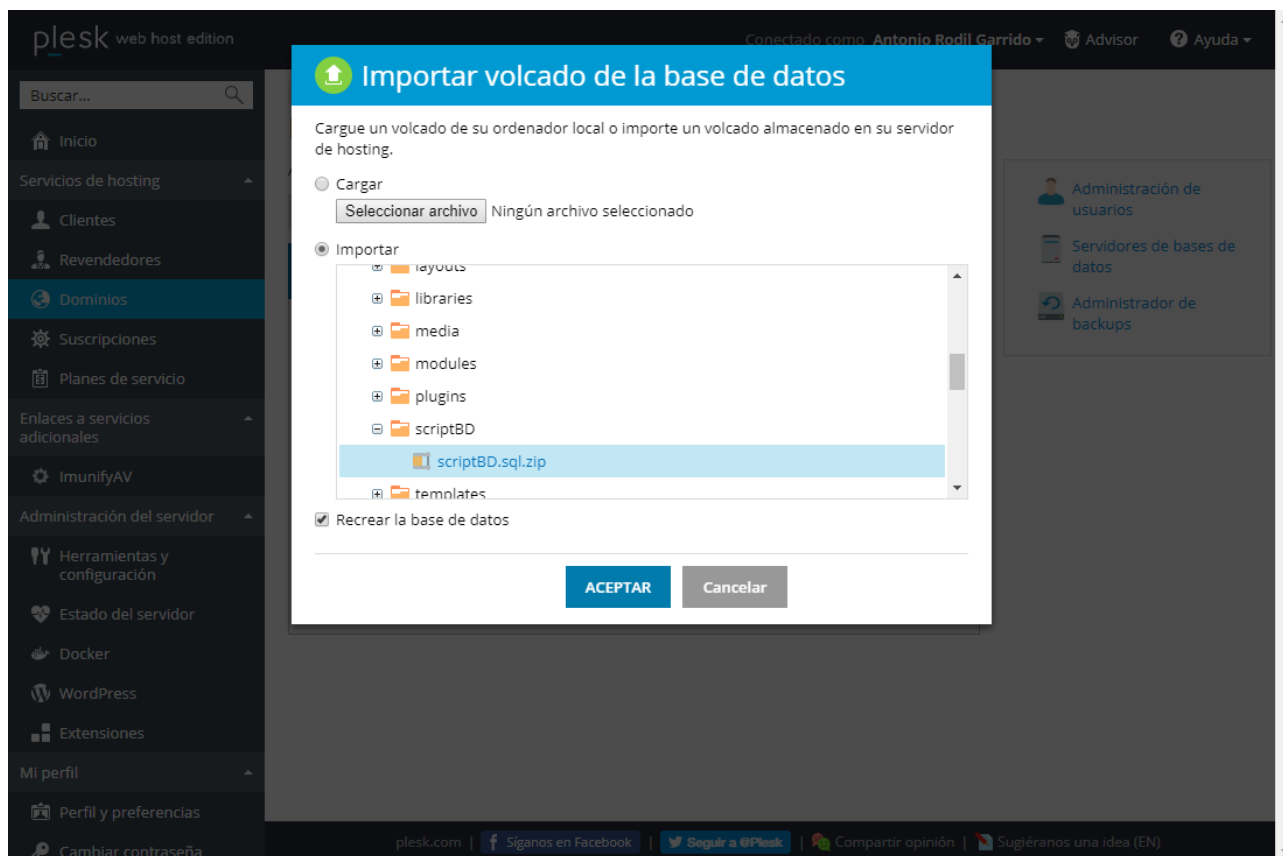 plesk web host edition
Conectado como Antonio Rodil Garrido
Advisor
Ayuda
Buscar...
Inicio
Servicios de hosting
Clientes
Revendedores
Dominios
Suscripciones
Planes de servicio
Enlaces a servicios
adicionales
ImunifyAV
Administración del servidor
Herramientas y
configuración
Estado del servidor
Docker
WordPress
Extensiones
Mi perfil
Perfil y preferencias
Cambiar contraseña
Importar volcado de la base de datos
Cargue un volcado de su ordenador local o importe un volcado almacenado en su servidor
de hosting.
Cargar
Seleccionar archivo Ningún archivo seleccionado
Importar
layouts
libraries
media
modules
plugins
scriptBD
scriptBD.sql.zip
templates
Recrear la base de datos
ACEPTAR
Cancelar
Administración de
usuarios
Servidores de bases de
datos
Administrador de
backups
plesk.com | Síganos en Facebook | Seguir a @Plesk | Compartir opinión | Sugiéranos una idea (EN)